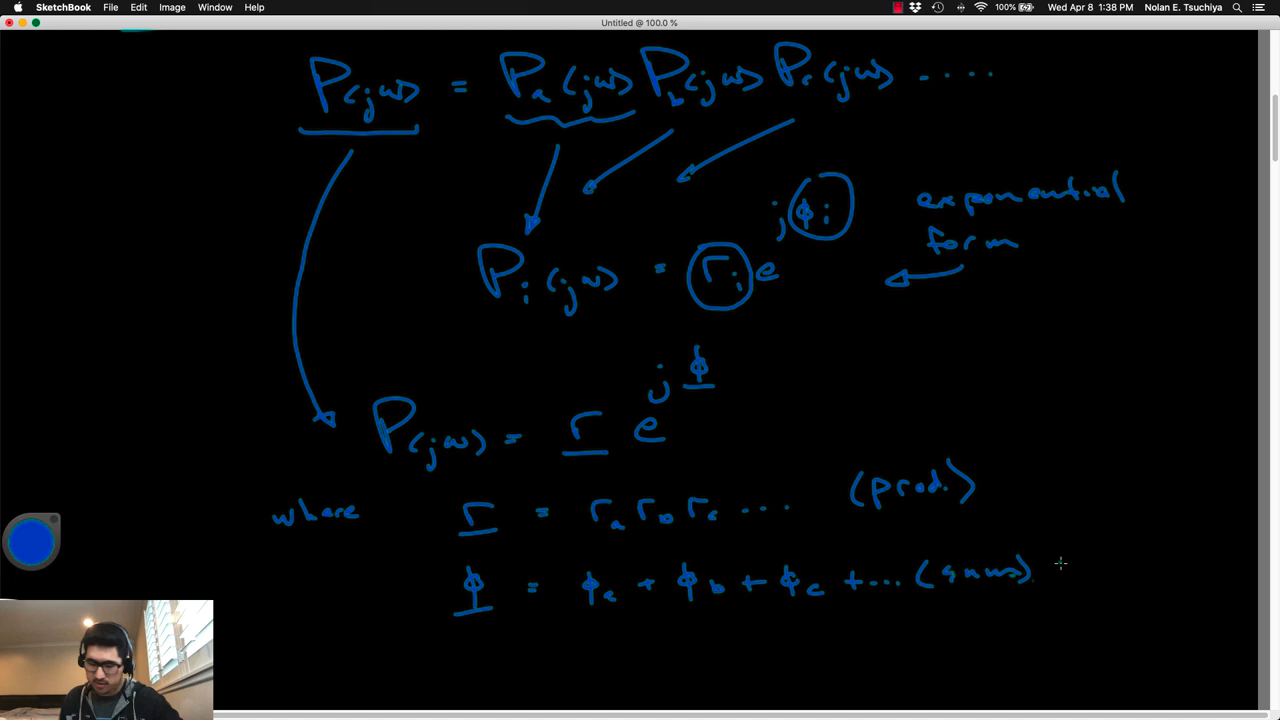 SketchBook File Edit Image Window Help 100% Wed Apr 8 1:38 PM Nolan E. Tsuchiya
Untitled @ 100.0 %
P(jω) = Pa(jω) Pb(jω) Pc(jω) ....
Pi(jω) = ri e^jϕi
exponential
form
P(jω) = r e^jϕ
where r = ra rb rc ... (prod.)
ϕ = ϕa + ϕb + ϕc + ... (sums).